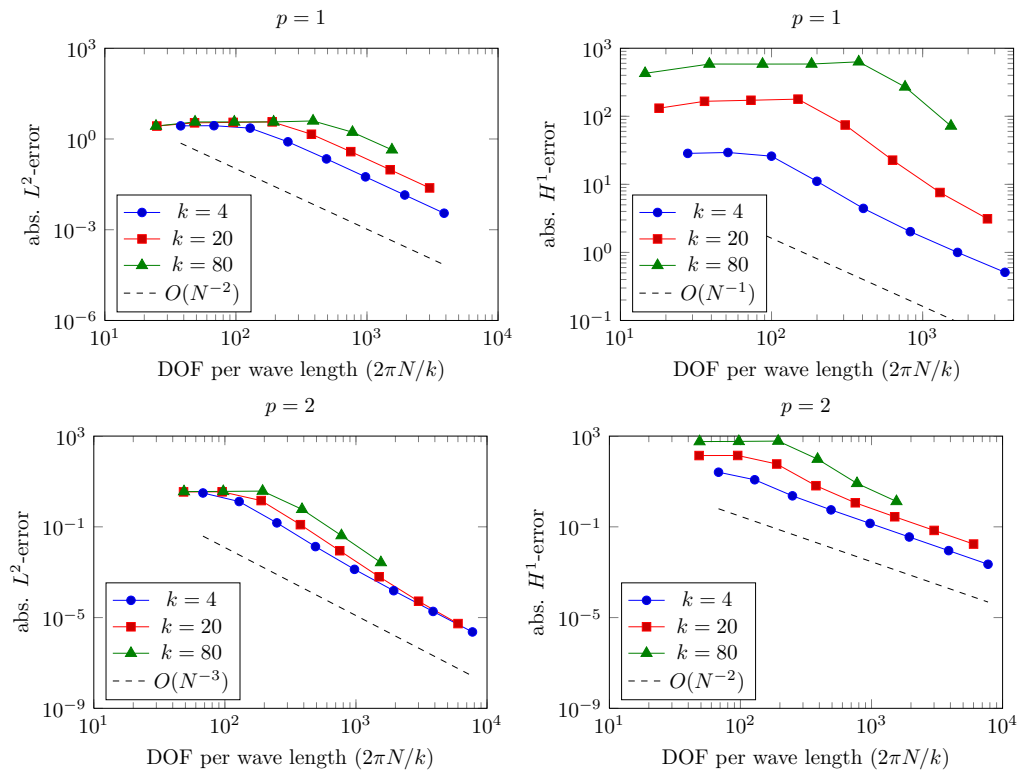 p = 1
10^3
10^0
10^{-3}
10^{-6}
abs. L^2-error
k = 4
k = 20
k = 80
O(N^{-2})
10^1
10^2
10^3
10^4
DOF per wave length (2πN/k)
p = 1
10^3
10^2
10^1
10^0
10^{-1}
abs. H^1-error
k = 4
k = 20
k = 80
O(N^{-1})
10^1
10^2
10^3
DOF per wave length (2πN/k)
p = 2
10^3
10^{-1}
10^{-5}
10^{-9}
abs. L^2-error
k = 4
k = 20
k = 80
O(N^{-3})
10^1
10^2
10^3
10^4
DOF per wave length (2πN/k)
p = 2
10^3
10^{-1}
10^{-5}
10^{-9}
abs. H^1-error
k = 4
k = 20
k = 80
O(N^{-2})
10^1
10^2
10^3
10^4
DOF per wave length (2πN/k)